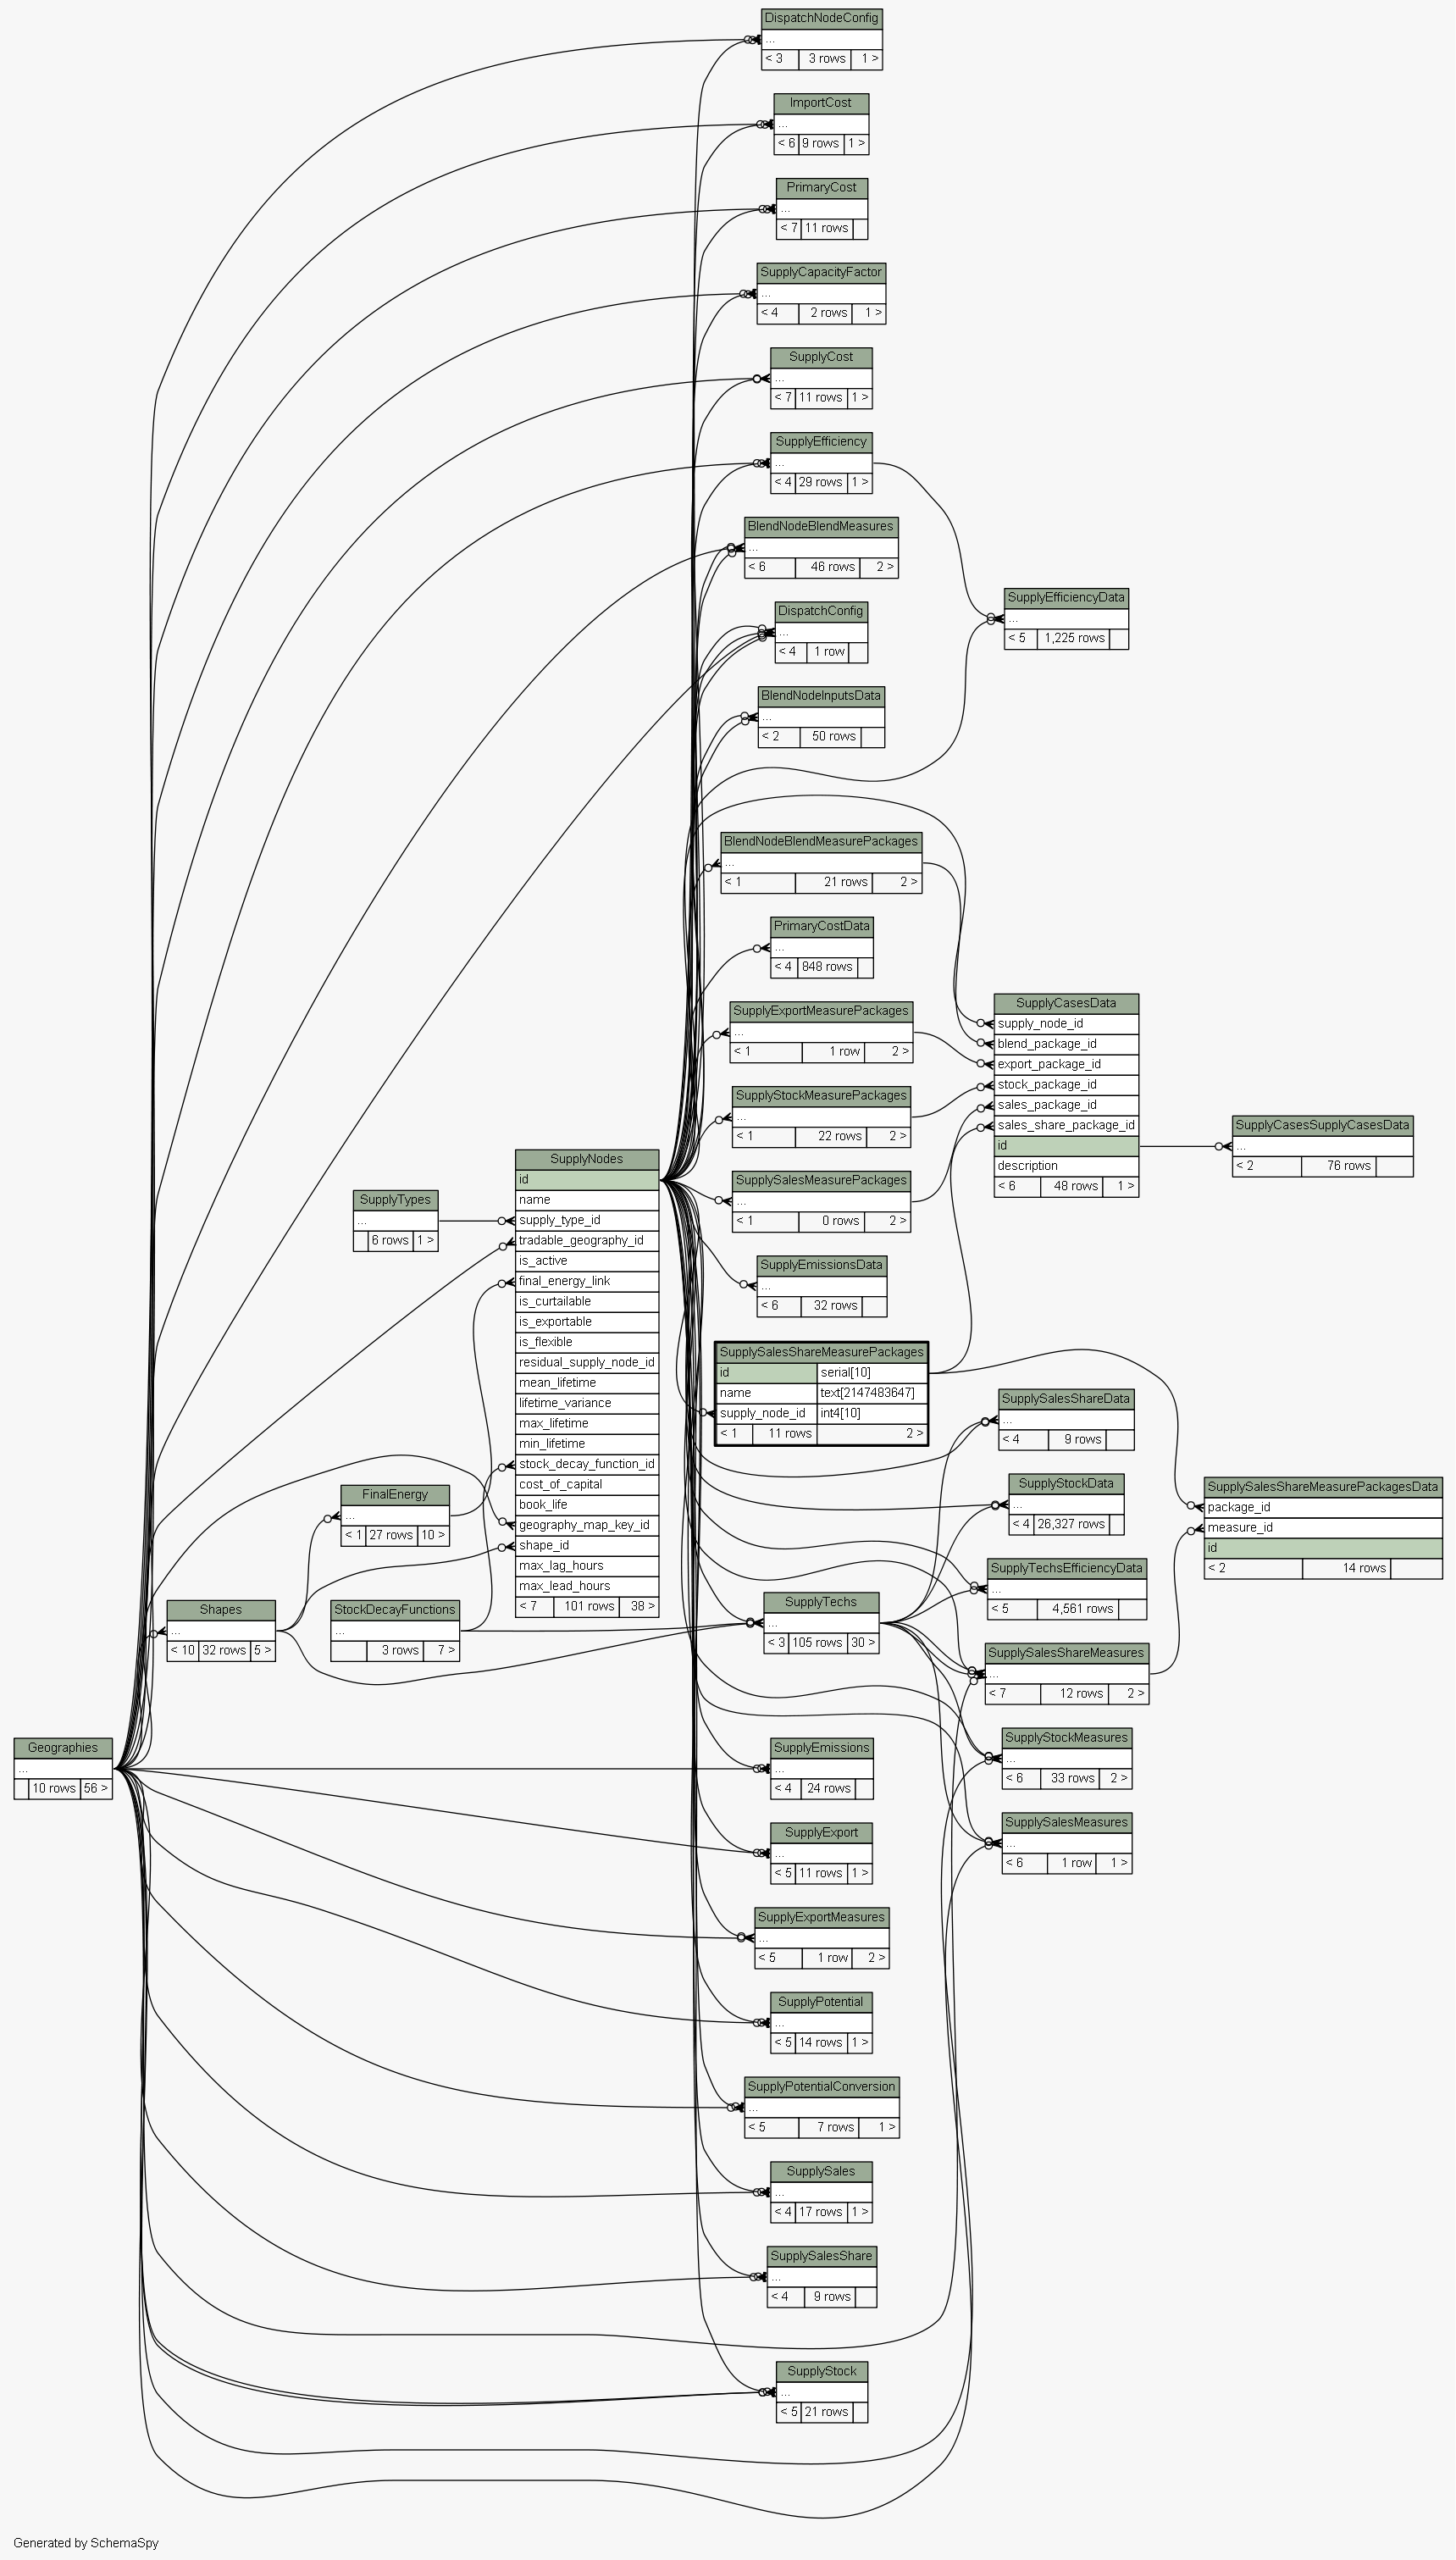 DispatchNodeConfig
...
< 3 3 rows 1 >
ImportCost
...
< 6 9 rows 1 >
PrimaryCost
...
< 7 11 rows
SupplyCapacityFactor
...
< 4 2 rows 1 >
SupplyCost
...
< 7 11 rows 1 >
SupplyEfficiency
...
< 4 29 rows 1 >
BlendNodeBlendMeasures
...
< 6 46 rows 2 >
DispatchConfig
...
< 4 1 row
SupplyEfficiencyData
...
< 5 1,225 rows
BlendNodeInputsData
...
< 2 50 rows
BlendNodeBlendMeasurePackages
...
< 1 21 rows 2 >
PrimaryCostData
...
< 4 848 rows
SupplyExportMeasurePackages
...
< 1 1 row 2 >
SupplyStockMeasurePackages
...
< 1 22 rows 2 >
SupplySalesMeasurePackages
...
< 1 0 rows 2 >
SupplyEmissionsData
...
< 6 32 rows
SupplyCasesData
supply_node_id
blend_package_id
export_package_id
stock_package_id
sales_package_id
sales_share_package_id
id
description
< 6 48 rows 1 >
SupplyCasesSupplyCasesData
...
< 2 76 rows
SupplyNodes
id
name
supply_type_id
tradable_geography_id
is_active
final_energy_link
is_curtailable
is_exportable
is_flexible
residual_supply_node_id
mean_lifetime
lifetime_variance
max_lifetime
min_lifetime
stock_decay_function_id
cost_of_capital
book_life
geography_map_key_id
shape_id
max_lag_hours
max_lead_hours
< 7 101 rows 38 >
SupplyTypes
...
6 rows 1 >
SupplySalesShareMeasurePackages
id serial[10]
name text[2147483647]
supply_node_id int4[10]
< 1 11 rows 2 >
SupplySalesShareData
...
< 4 9 rows
SupplyStockData
...
< 4 26,327 rows
SupplySalesShareMeasurePackagesData
package_id
measure_id
id
< 2 14 rows
FinalEnergy
...
< 1 27 rows 10 >
SupplyTechsEfficiencyData
...
< 5 4,561 rows
Shapes
...
< 10 32 rows 5 >
StockDecayFunctions
...
3 rows 7 >
SupplyTechs
...
< 3 105 rows 30 >
SupplySalesShareMeasures
...
< 7 12 rows 2 >
Geographies
...
10 rows 56 >
SupplyEmissions
...
< 4 24 rows
SupplyStockMeasures
...
< 6 33 rows 2 >
SupplyExport
...
< 5 11 rows 1 >
SupplySalesMeasures
...
< 6 1 row 1 >
SupplyExportMeasures
...
< 5 1 row 2 >
SupplyPotential
...
< 5 14 rows 1 >
SupplyPotentialConversion
...
< 5 7 rows 1 >
SupplySales
...
< 4 17 rows 1 >
SupplySalesShare
...
< 4 9 rows
SupplyStock
...
< 5 21 rows
Generated by SchemaSpy